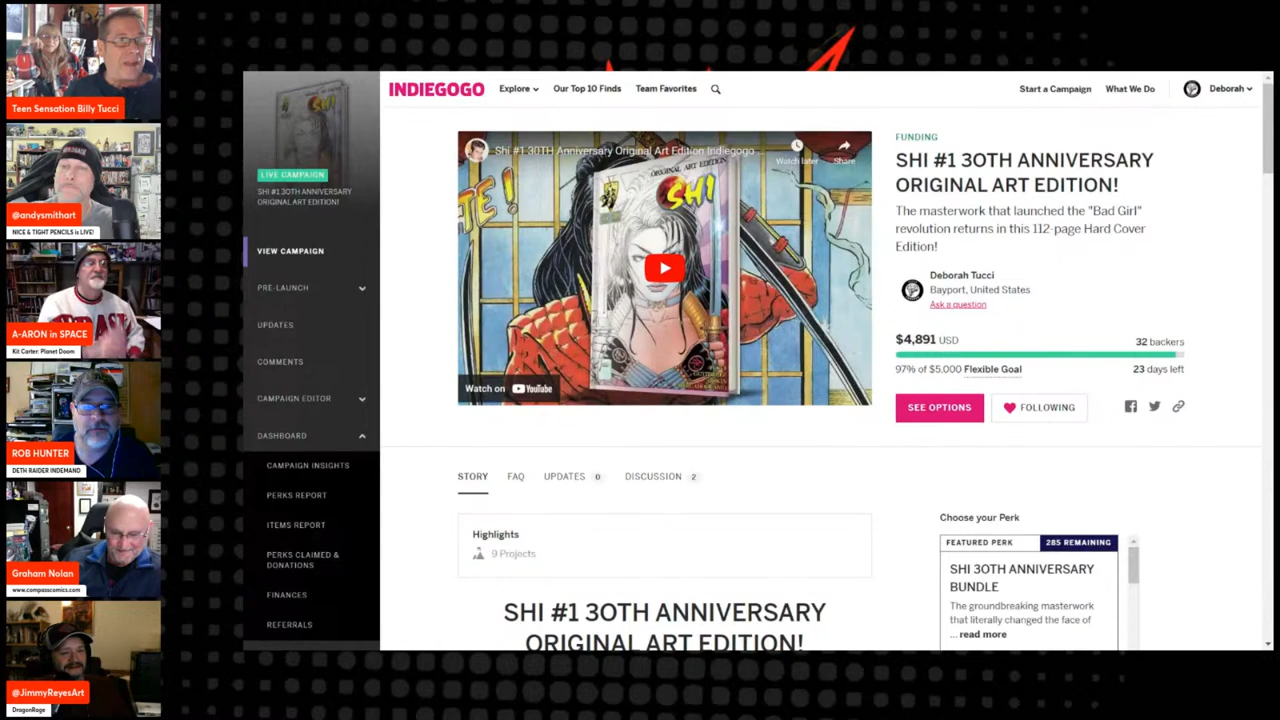 Teen Sensation Billy Tucci
@andysmithart
NICE & TIGHT PENCILS is LIVE!
A-ARON in SPACE
Kit Carter: Planet Doom
ROB HUNTER
DETH RAIDER INDEMAND
Graham Nolan
www.compasscomics.com
@JimmyReyesArt
DragonRage
SHI
LIVE CAMPAIGN
SHI #1 30TH ANNIVERSARY
ORIGINAL ART EDITION!
VIEW CAMPAIGN
PRE-LAUNCH
UPDATES
COMMENTS
CAMPAIGN EDITOR
DASHBOARD
CAMPAIGN INSIGHTS
PERKS REPORT
ITEMS REPORT
PERKS CLAIMED &
DONATIONS
FINANCES
REFERRALS
INDIEGOGO
Explore
Our Top 10 Finds
Team Favorites
Start a Campaign
What We Do
Deborah
Shi #1 30TH Anniversary Original Art Edition Indiegogo ...
Watch later
Share
ORIGINAL ART EDITION
SHI
Watch on YouTube
FUNDING
SHI #1 30TH ANNIVERSARY
ORIGINAL ART EDITION!
The masterwork that launched the "Bad Girl"
revolution returns in this 112-page Hard Cover
Edition!
Deborah Tucci
Bayport, United States
Ask a question
$4,891 USD
32 backers
97% of $5,000 Flexible Goal
23 days left
SEE OPTIONS
FOLLOWING
STORY
FAQ
UPDATES 0
DISCUSSION 2
Highlights
9 Projects
SHI #1 30TH ANNIVERSARY
ORIGINAL ART EDITION!
Choose your Perk
FEATURED PERK
285 REMAINING
SHI 30TH ANNIVERSARY
BUNDLE
The groundbreaking masterwork
that literally changed the face of
... read more